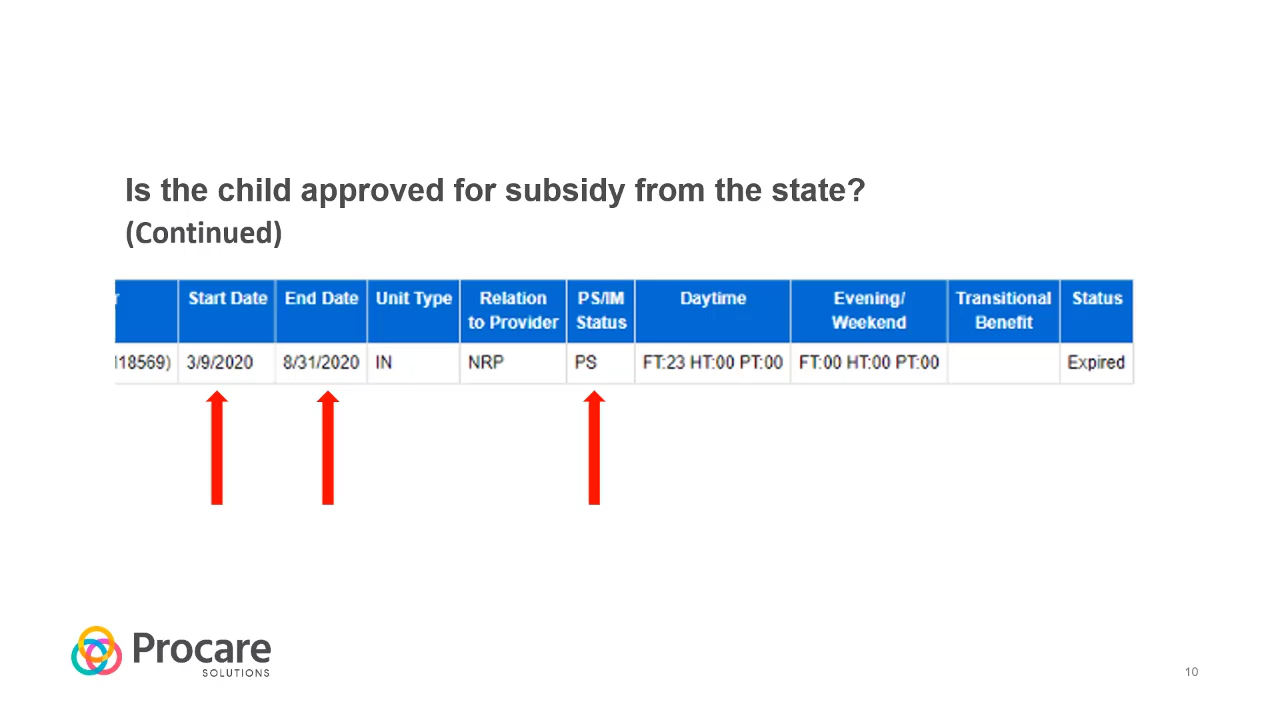 Is the child approved for subsidy from the state?
(Continued)
Start Date End Date Unit Type Relation to Provider PS/IM Status Daytime Evening/ Weekend Transitional Benefit Status
118569) 3/9/2020 8/31/2020 IN NRP PS FT:23 HT:00 PT:00 FT:00 HT:00 PT:00 Expired
Procare
SOLUTIONS
10